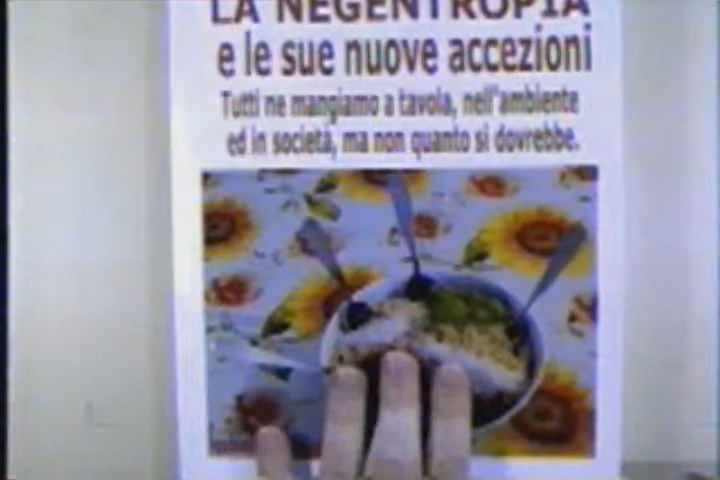 LA NEGENTROPIA
e le sue nuove accezioni
Tutti ne mangiamo a tavola, nell'ambiente
ed in società, ma non quanto si dovrebbe.